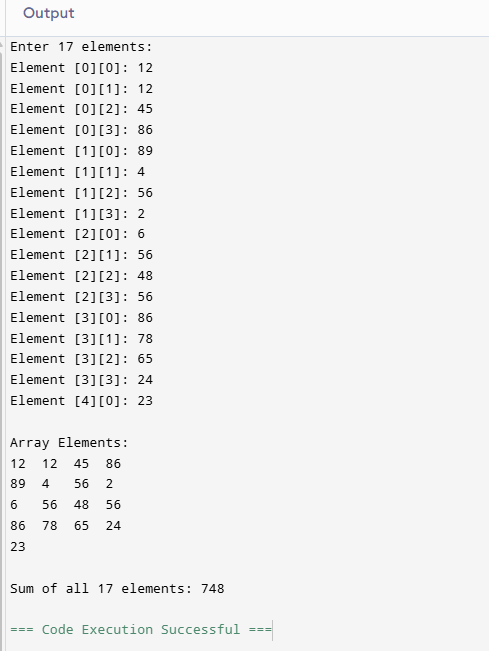 Output
Enter 17 elements:
Element [0][0]: 12
Element [0][1]: 12
Element [0][2]: 45
Element [0][3]: 86
Element [1][0]: 89
Element [1][1]: 4
Element [1][2]: 56
Element [1][3]: 2
Element [2][0]: 6
Element [2][1]: 56
Element [2][2]: 48
Element [2][3]: 56
Element [3][0]: 86
Element [3][1]: 78
Element [3][2]: 65
Element [3][3]: 24
Element [4][0]: 23
Array Elements:
12  12  45  86
89  4   56  2
6   56  48  56
86  78  65  24
23
Sum of all 17 elements: 748
=== Code Execution Successful ===